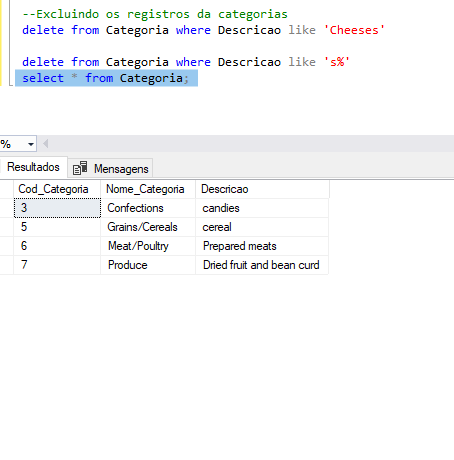 --Excluindo os registros da categorias
delete from Categoria where Descricao like 'Cheeses'
delete from Categoria where Descricao like 's%'
select * from Categoria;
%
Resultados Mensagens
Cod_Categoria Nome_Categoria Descricao
3 Confections candies
5 Grains/Cereals cereal
6 Meat/Poultry Prepared meats
7 Produce Dried fruit and bean curd